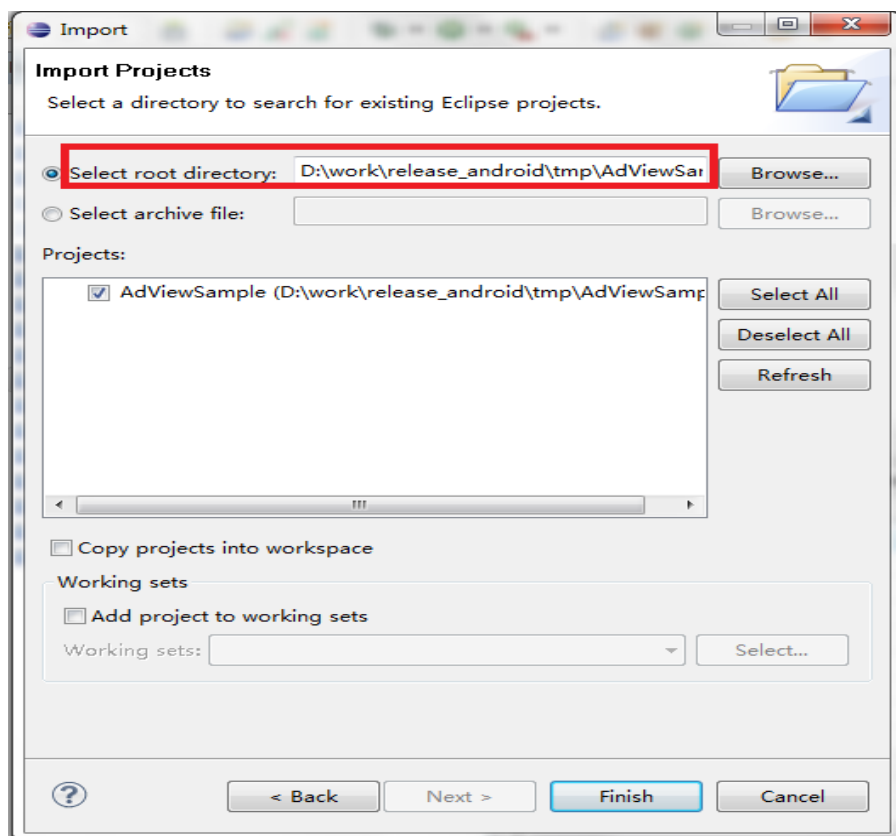 Import
Import Projects
Select a directory to search for existing Eclipse projects.
Select root directory: D:\work\release_android\tmp\AdViewSar Browse...
Select archive file: Browse...
Projects:
AdViewSample (D:\work\release_android\tmp\AdViewSamp Select All
Deselect All
Refresh
Copy projects into workspace
Working sets
Add project to working sets
Working sets: Select...
? < Back Next > Finish Cancel